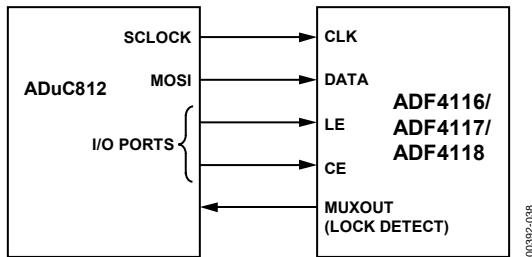 SCLOCK
CLK
MOSI
DATA
ADuC812
ADF4116/
ADF4117/
ADF4118
I/O PORTS
LE
CE
MUXOUT
(LOCK DETECT)
00392-038